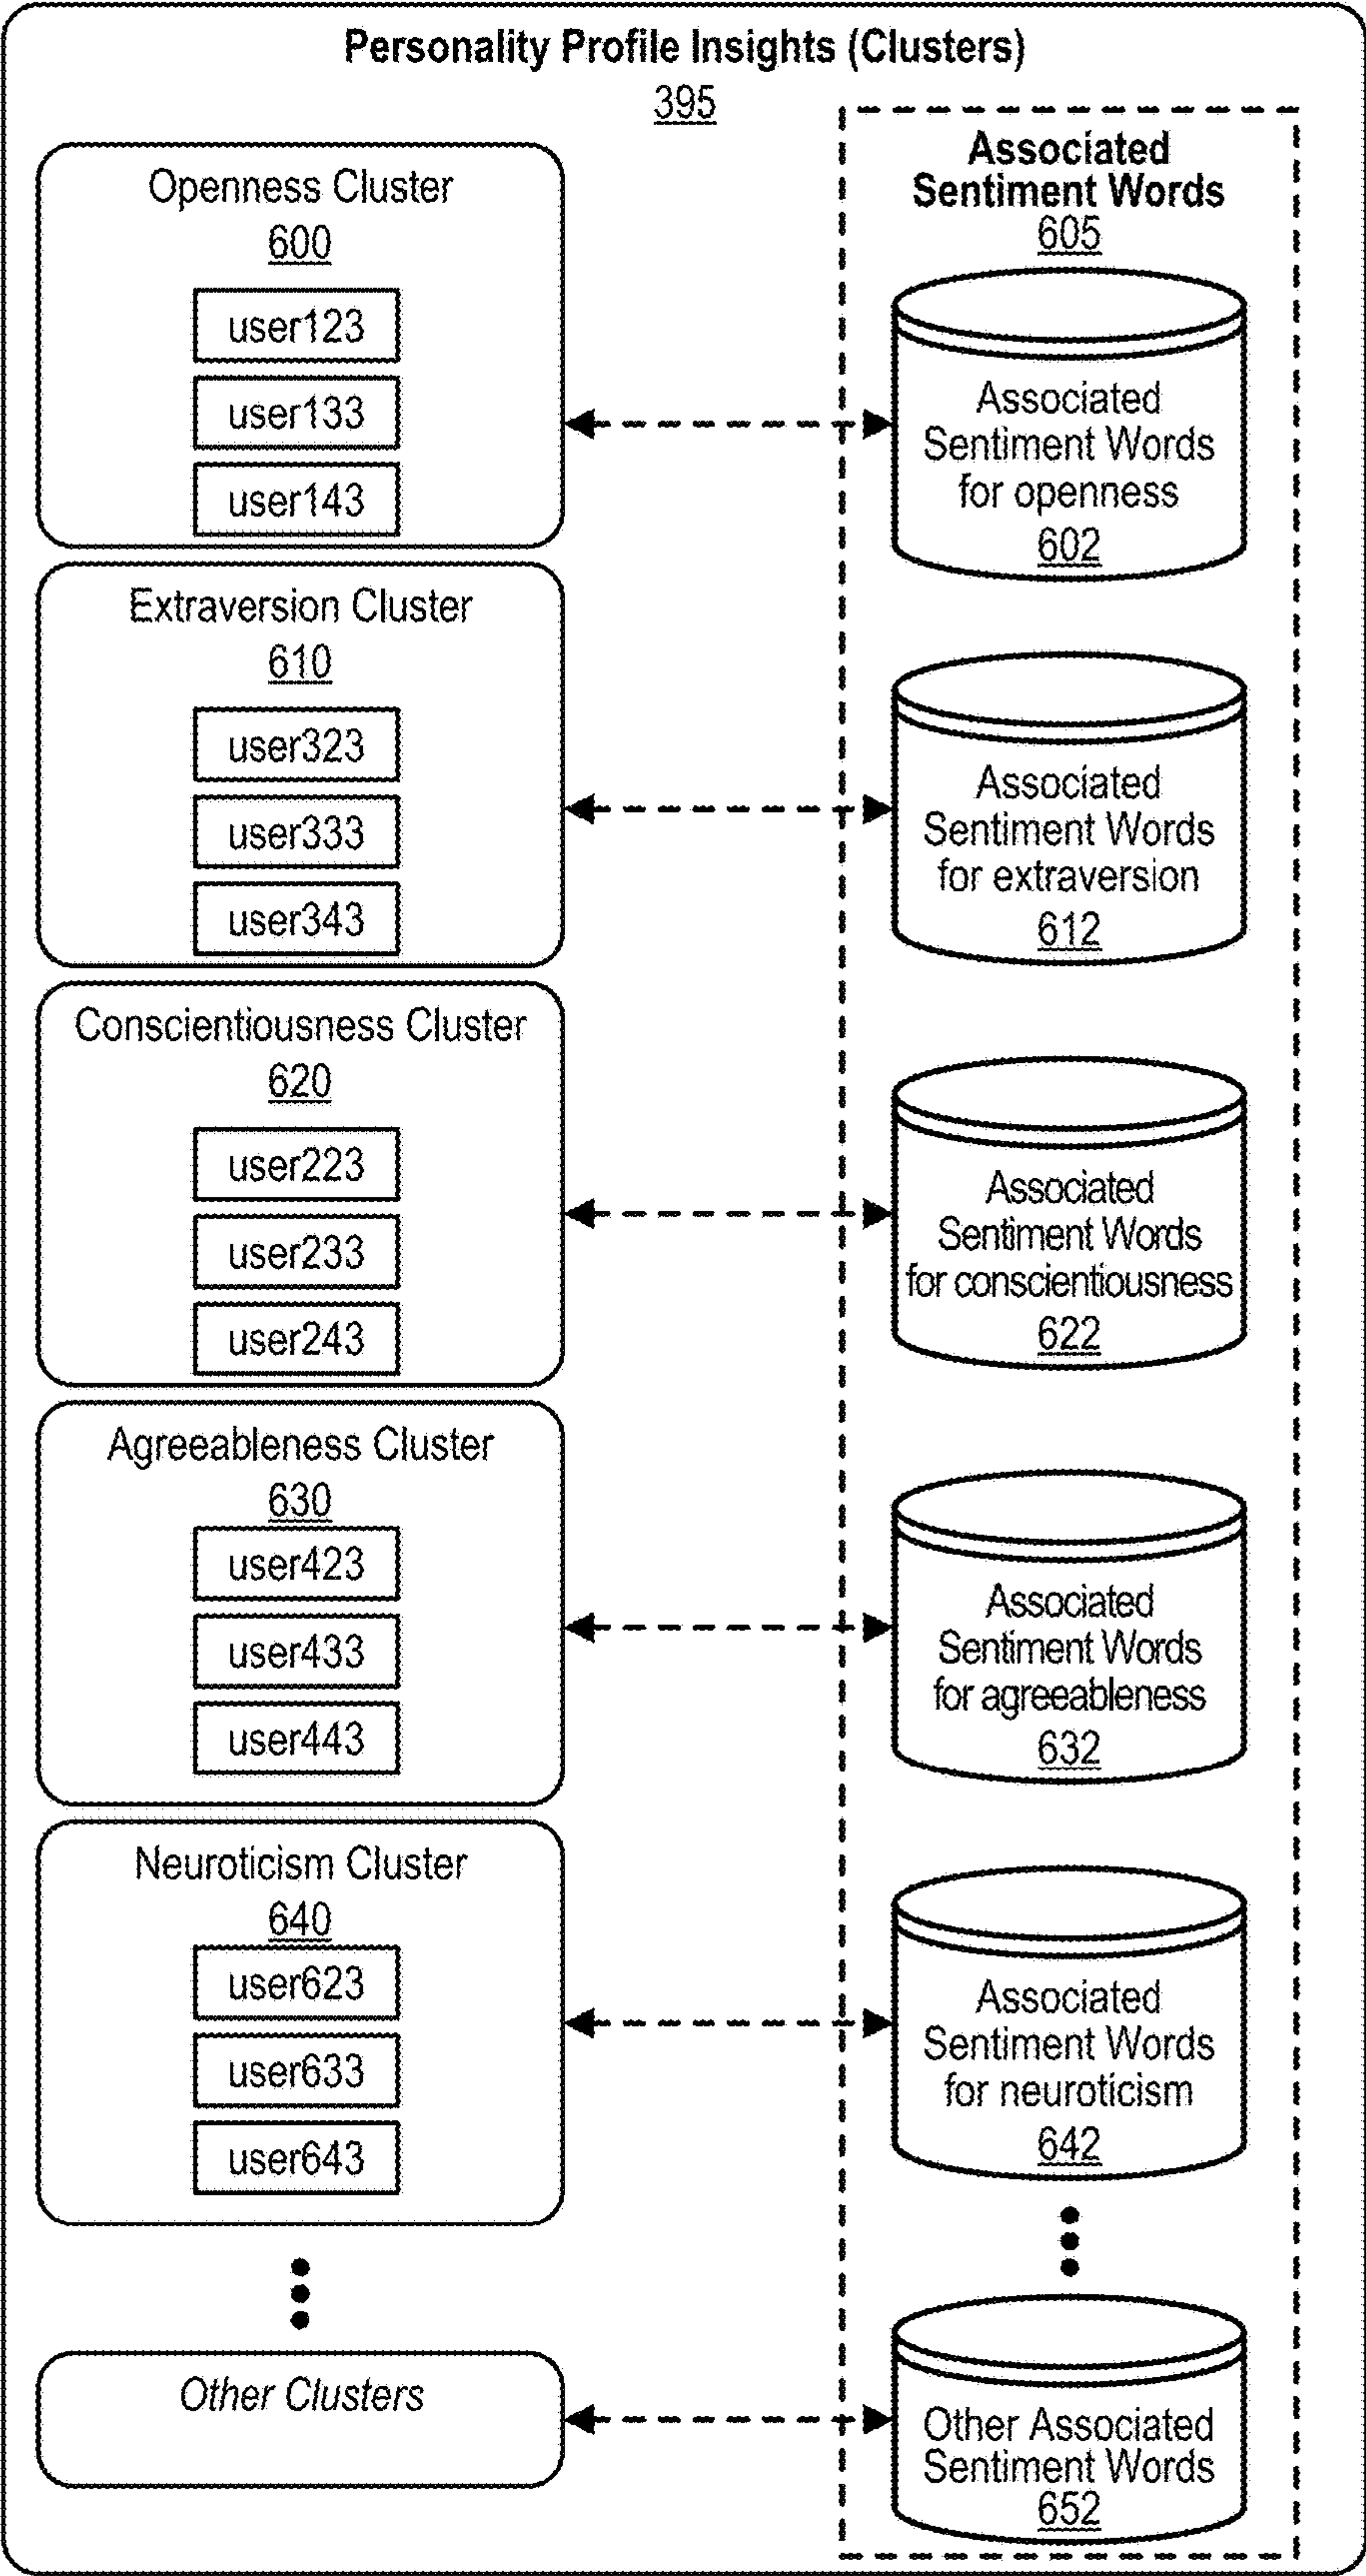 Personality Profile Insights (Clusters)
395
Openness Cluster
600
user123
user133
user143
Extraversion Cluster
610
user323
user333
user343
Conscientiousness Cluster
620
user223
user233
user243
Agreeableness Cluster
630
user423
user433
user443
Neuroticism Cluster
640
user623
user633
user643
Other Clusters
Associated
Sentiment Words
605
Associated
Sentiment Words
for openness
602
Associated
Sentiment Words
for extraversion
612
Associated
Sentiment Words
for conscientiousness
622
Associated
Sentiment Words
for agreeableness
632
Associated
Sentiment Words
for neuroticism
642
Other Associated
Sentiment Words
652